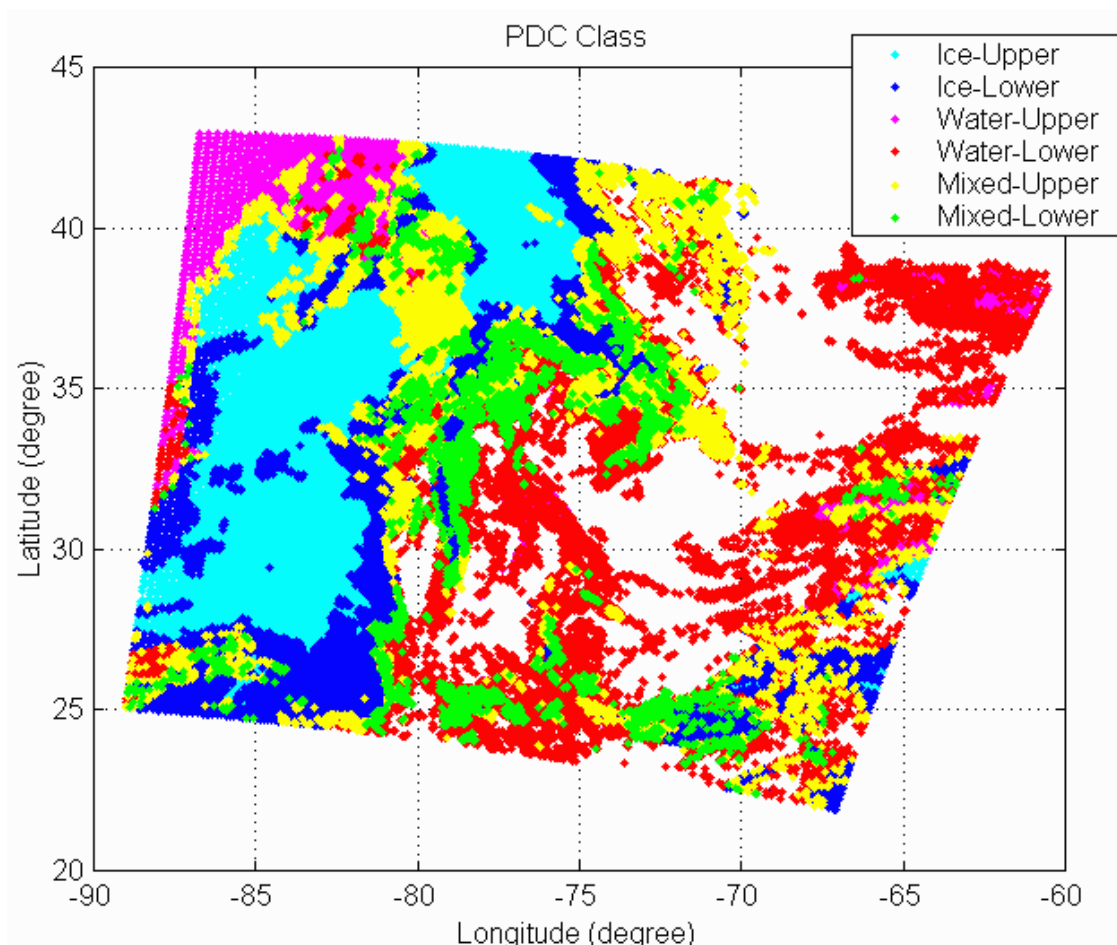 PDC Class
Ice-Upper
Ice-Lower
Water-Upper
Water-Lower
Mixed-Upper
Mixed-Lower
45
40
35
30
25
20
Latitude (degree)
-90
-85
-80
-75
-70
-65
-60
Longitude (degree)